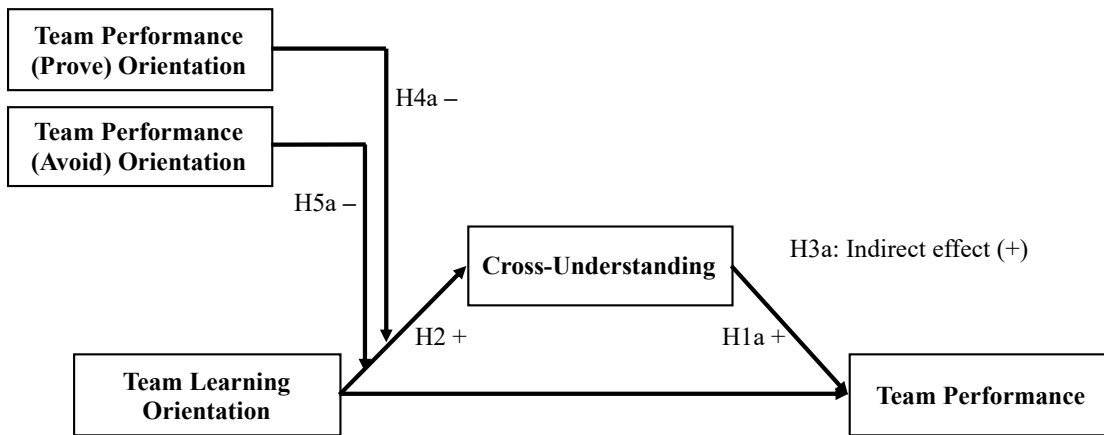 Team Performance
(Prove) Orientation
H4a –
Team Performance
(Avoid) Orientation
H5a –
Cross-Understanding
H3a: Indirect effect (+)
H2 +
H1a +
Team Learning
Orientation
Team Performance